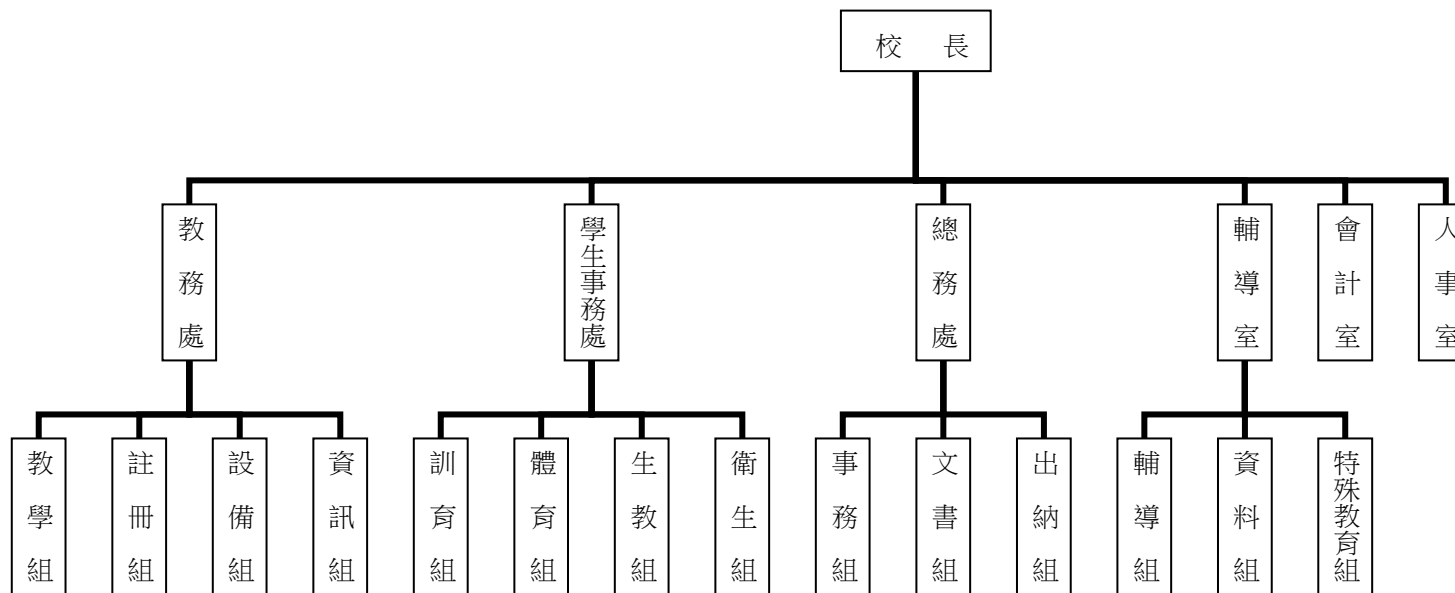 校 長
教務處
學生事務處
總務處
輔導室
會計室
人事室
教學組
註冊組
設備組
資訊組
訓育組
體育組
生教組
衛生組
事務組
文書組
出納組
輔導組
資料組
特殊教育組